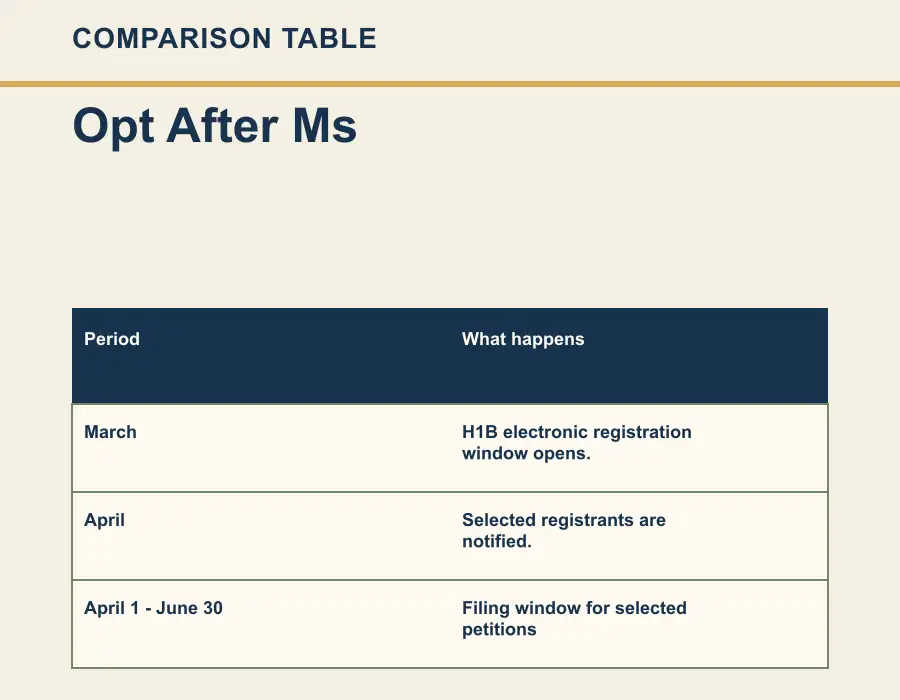 COMPARISON TABLE
Opt After Ms
Period What happens
March H1B electronic registration
window opens.
April Selected registrants are
notified.
April 1 - June 30 Filing window for selected
petitions